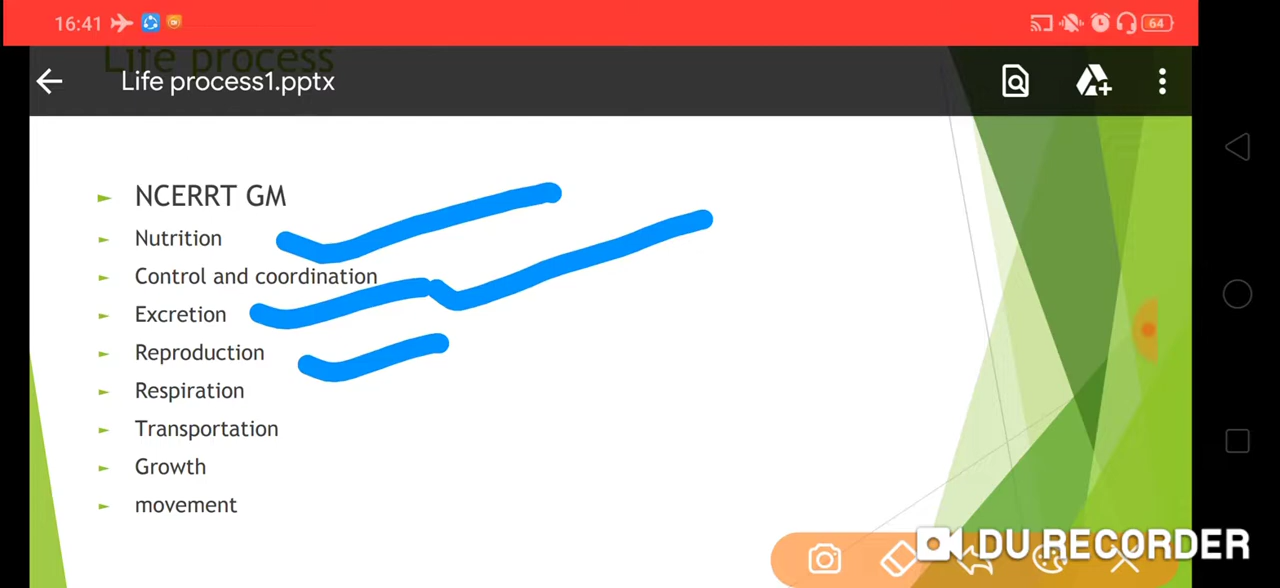 16:41
64
Life process
Life process1.pptx
NCERRT GM
Nutrition
Control and coordination
Excretion
Reproduction
Respiration
Transportation
Growth
movement
DU RECORDER